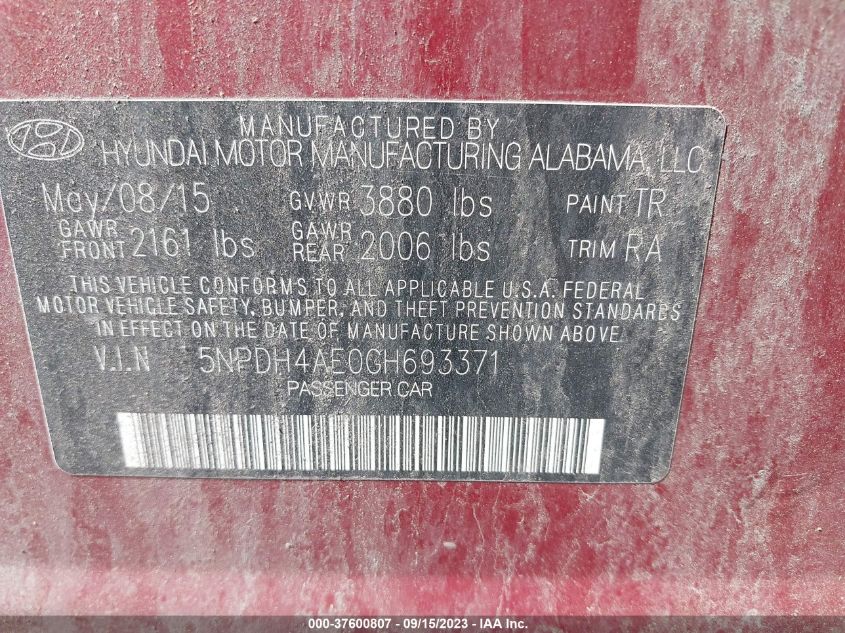 MANUFACTURED BY
HYUNDAI MOTOR MANUFACTURING ALABAMA, LLC
May/08/15 GVWR 3880 lbs PAINT TR
GAWR FRONT 2161 lbs GAWR REAR 2006 lbs TRIM RA
THIS VEHICLE CONFORMS TO ALL APPLICABLE U.S.A. FEDERAL
MOTOR VEHICLE SAFETY, BUMPER, AND THEFT PREVENTION STANDARDS
IN EFFECT ON THE DATE OF MANUFACTURE SHOWN ABOVE.
V.I.N 5NPDH4AE0GH693371
PASSENGER CAR
000-37600807 - 09/15/2023 - IAA Inc.